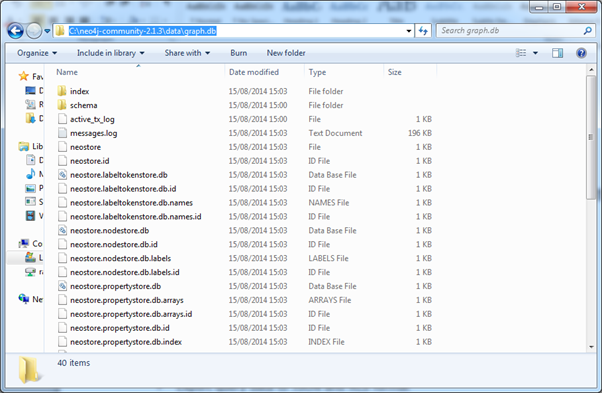 C:\neo4j-community-2.1.3\data\graph.db
Search graph.db
Organize Include in library Share with Burn New folder
Name Date modified Type Size
index 15/08/2014 15:03 File folder
schema 15/08/2014 15:00 File folder
active_tx_log 15/08/2014 15:00 File 1 KB
messages.log 15/08/2014 15:03 Text Document 196 KB
neostore 15/08/2014 15:03 File 1 KB
neostore.id 15/08/2014 15:03 ID File 1 KB
neostore.labeltokenstore.db 15/08/2014 15:03 Data Base File 1 KB
neostore.labeltokenstore.db.id 15/08/2014 15:03 ID File 1 KB
neostore.labeltokenstore.db.names 15/08/2014 15:03 NAMES File 1 KB
neostore.labeltokenstore.db.names.id 15/08/2014 15:03 ID File 1 KB
neostore.nodestore.db 15/08/2014 15:03 Data Base File 1 KB
neostore.nodestore.db.id 15/08/2014 15:03 ID File 1 KB
neostore.nodestore.db.labels 15/08/2014 15:03 LABELS File 1 KB
neostore.nodestore.db.labels.id 15/08/2014 15:03 ID File 1 KB
neostore.propertystore.db 15/08/2014 15:03 Data Base File 1 KB
neostore.propertystore.db.arrays 15/08/2014 15:03 ARRAYS File 1 KB
neostore.propertystore.db.arrays.id 15/08/2014 15:03 ID File 1 KB
neostore.propertystore.db.id 15/08/2014 15:03 ID File 1 KB
neostore.propertystore.db.index 15/08/2014 15:03 INDEX File 1 KB
Fav
D
R
D
Lib
D
M
P
S
V
Co
L
ra
Ne
40 items